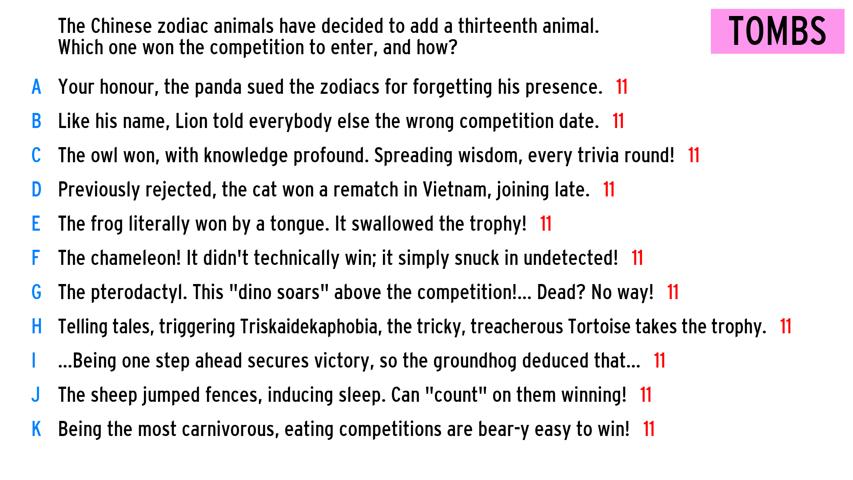 The Chinese zodiac animals have decided to add a thirteenth animal.
Which one won the competition to enter, and how?
TOMBS
A Your honour, the panda sued the zodiacs for forgetting his presence. 11
B Like his name, Lion told everybody else the wrong competition date. 11
C The owl won, with knowledge profound. Spreading wisdom, every trivia round! 11
D Previously rejected, the cat won a rematch in Vietnam, joining late. 11
E The frog literally won by a tongue. It swallowed the trophy! 11
F The chameleon! It didn't technically win; it simply snuck in undetected! 11
G The pterodactyl. This "dino soars" above the competition!... Dead? No way! 11
H Telling tales, triggering Triskaidekaphobia, the tricky, treacherous Tortoise takes the trophy. 11
I ...Being one step ahead secures victory, so the groundhog deduced that... 11
J The sheep jumped fences, inducing sleep. Can "count" on them winning! 11
K Being the most carnivorous, eating competitions are bear-y easy to win! 11